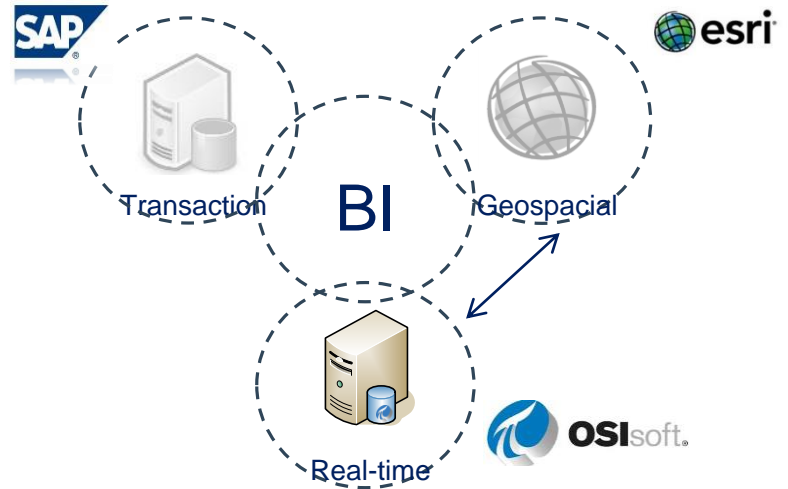 SAP
®
esri
Transaction
BI
Geospacial
Real-time
OSIsoft.